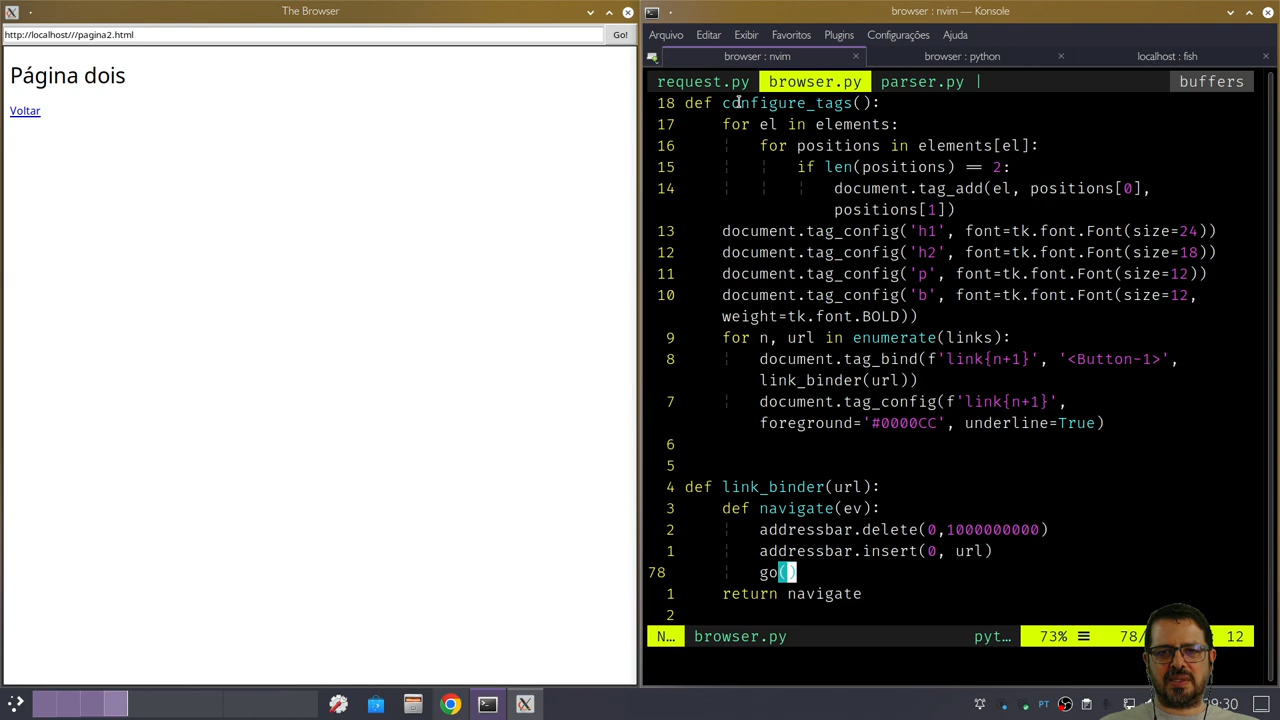 The Browser
http://localhost///pagina2.html
Go!
Página dois
Voltar
browser : nvim — Konsole
Arquivo Editar Exibir Favoritos Plugins Configurações Ajuda
browser : nvim
browser : python
localhost : fish
request.py browser.py parser.py | buffers
18 def configure_tags():
17 for el in elements:
16 for positions in elements[el]:
15 if len(positions) == 2:
14 document.tag_add(el, positions[0],
positions[1])
13 document.tag_config('h1', font=tk.font.Font(size=24))
12 document.tag_config('h2', font=tk.font.Font(size=18))
11 document.tag_config('p', font=tk.font.Font(size=12))
10 document.tag_config('b', font=tk.font.Font(size=12,
weight=tk.font.BOLD))
9 for n, url in enumerate(links):
8 document.tag_bind(f'link{n+1}', '<Button-1>',
link_binder(url))
7 document.tag_config(f'link{n+1}',
foreground='#0000CC', underline=True)
6
5
4 def link_binder(url):
3 def navigate(ev):
2 addressbar.delete(0,1000000000)
1 addressbar.insert(0, url)
78 go()
1 return navigate
2
N… browser.py pyt… 73% ☰ 78/ : 12
PT